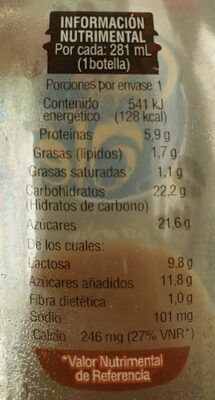 INFORMACIÓN
NUTRIMENTAL
Por cada: 281 mL
(1botella)
Porciones por envase 1
Contenido 541 kJ
energético (128 kcal)
Proteínas 5,9 g
Grasas (lípidos) 1,7 g
Grasas saturadas 1,1 g
Carbohidratos 22,2 g
(Hidratos de carbono)
Azúcares 21,6 g
De los cuales:
Lactosa 9,8 g
Azúcares añadidos 11,8 g
Fibra dietética 1,0 g
Sodio 101 mg
Calcio 246 mg (27% VNR*)
*Valor Nutrimental
de Referencia